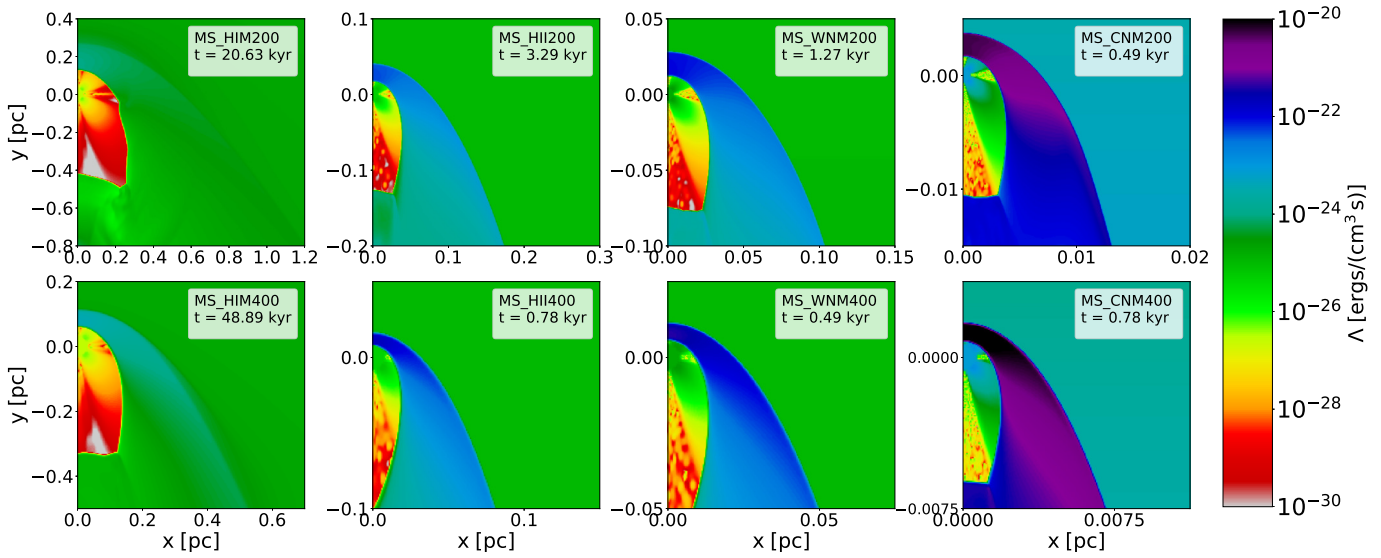 0.4
0.2
0.0
−0.2
−0.4
−0.6
−0.8
y [pc]
0.0 0.2 0.4 0.6 0.8 1.0 1.2
MS_HIM200
t = 20.63 kyr
0.1
0.0
−0.1
−0.2
0.0 0.1 0.2 0.3
MS_HII200
t = 3.29 kyr
0.05
0.00
−0.05
−0.10
0.00 0.05 0.10 0.15
MS_WNM200
t = 1.27 kyr
0.00
−0.01
0.00 0.01 0.02
MS_CNM200
t = 0.49 kyr
0.2
0.0
−0.2
−0.4
y [pc]
0.0 0.2 0.4 0.6
x [pc]
MS_HIM400
t = 48.89 kyr
0.0
−0.1
0.0 0.1
x [pc]
MS_HII400
t = 0.78 kyr
0.00
−0.05
0.00 0.05
x [pc]
MS_WNM400
t = 0.49 kyr
0.0000
−0.0075
0.0000 0.0075
x [pc]
MS_CNM400
t = 0.78 kyr
10⁻²⁰
10⁻²²
10⁻²⁴
10⁻²⁶
10⁻²⁸
10⁻³⁰
Λ [ergs/(cm³ s)]